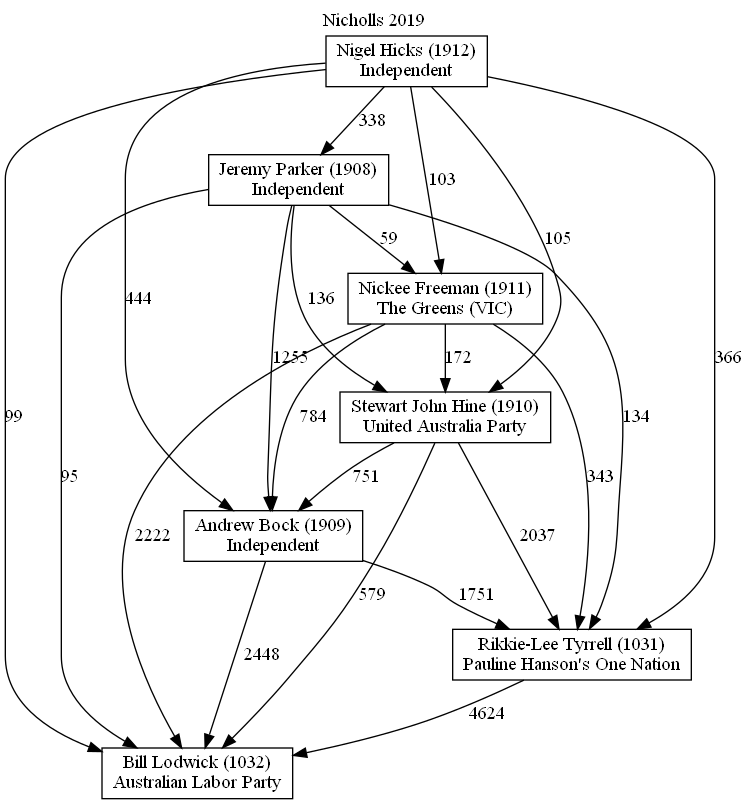 Nicholls 2019
Nigel Hicks (1912)
Independent
338
Jeremy Parker (1908)
Independent
103
59
105
Nickee Freeman (1911)
The Greens (VIC)
444
136
1255
172
366
Stewart John Hine (1910)
United Australia Party
99
784
134
95
751
343
Andrew Bock (1909)
Independent
2222
2037
579
1751
2448
Rikkie-Lee Tyrrell (1031)
Pauline Hanson's One Nation
4624
Bill Lodwick (1032)
Australian Labor Party